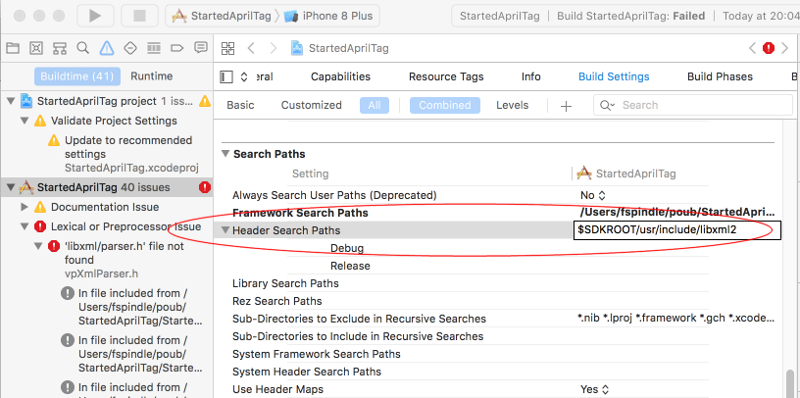 StartedAprilTag
iPhone 8 Plus
StartedAprilTag | Build StartedAprilTag: Failed | Today at 20:04
StartedAprilTag
Buildtime (41)
Runtime
eral
Capabilities
Resource Tags
Info
Build Settings
Build Phases
Basic
Customized
All
Combined
Levels
Search
StartedAprilTag project 1 iss...
Validate Project Settings
Update to recommended
settings
StartedAprilTag.xcodeproj
StartedAprilTag 40 issues
Documentation Issue
Lexical or Preprocessor Issue
'libxml/parser.h' file not
found
vpXmlParser.h
In file included from /
Users/fspindle/poub/
StartedAprilTag/Starte...
In file included from /
Users/fspindle/poub/
StartedAprilTag/Starte...
In file included from /
Users/fspindle/poub/
Search Paths
Setting
StartedAprilTag
Always Search User Paths (Deprecated)
No
Framework Search Paths
/Users/fspindle/poub/StartedApri...
Header Search Paths
$SDKROOT/usr/include/libxml2
Debug
Release
Library Search Paths
Rez Search Paths
Sub-Directories to Exclude in Recursive Searches
*.nib *.lproj *.framework *.gch *.xcode...
Sub-Directories to Include in Recursive Searches
System Framework Search Paths
System Header Search Paths
Use Header Maps
Yes